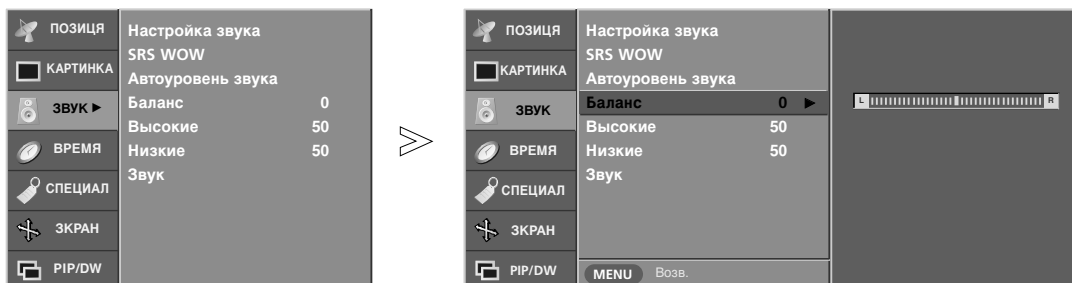 ПОЗИЦЯ
КАРТИНКА
ЗВУК ►
ВРЕМЯ
СПЕЦИАЛ
ЗКРАН
PIP/DW
Настройка звука
SRS WOW
Автоуровень звука
Баланс 0
Высокие 50
Низкие 50
Звук
ПОЗИЦЯ
КАРТИНКА
ЗВУК
ВРЕМЯ
СПЕЦИАЛ
ЗКРАН
PIP/DW
Настройка звука
SRS WOW
Автоуровень звука
Баланс 0 ►
Высокие 50
Низкие 50
Звук
MENU Возв.
L R